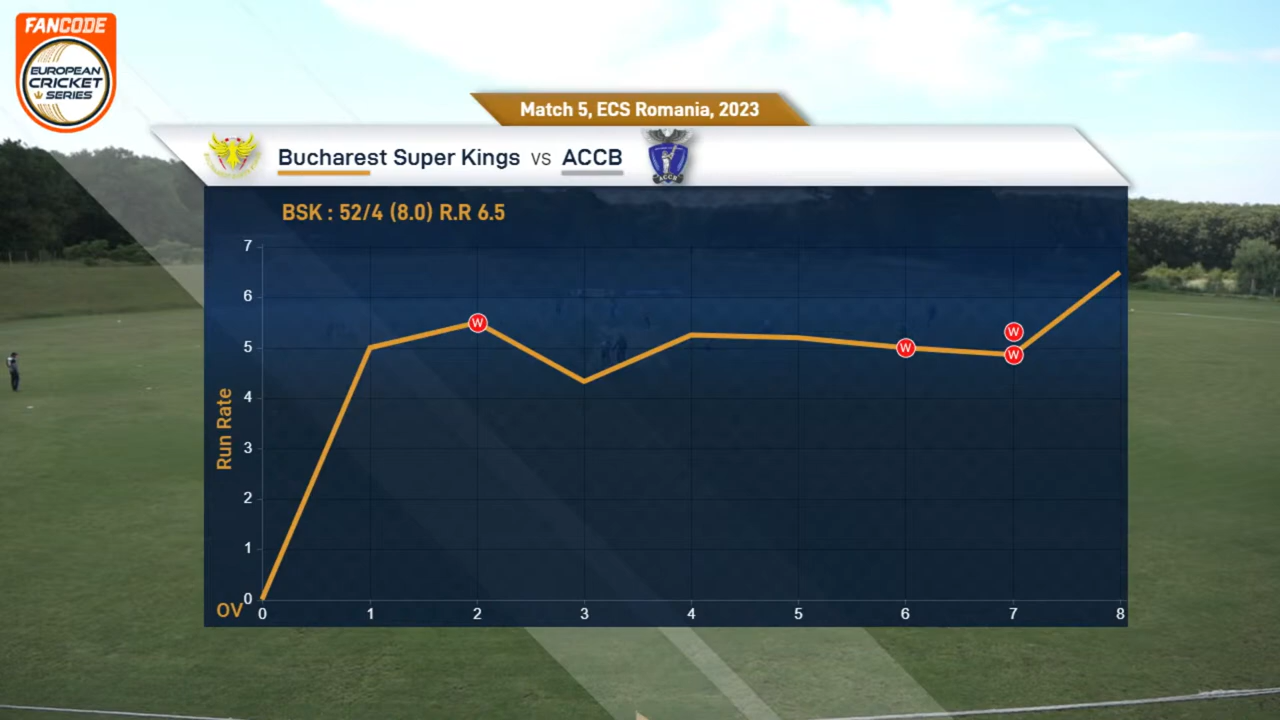 FANCODE
EUROPEAN
CRICKET
SERIES
Match 5, ECS Romania, 2023
Bucharest Super Kings vs ACCB
ACCB
BSK : 52/4 (8.0) R.R 6.5
7
6
5
4
3
2
1
0
Run Rate
W
W
W
W
OV
0 1 2 3 4 5 6 7 8